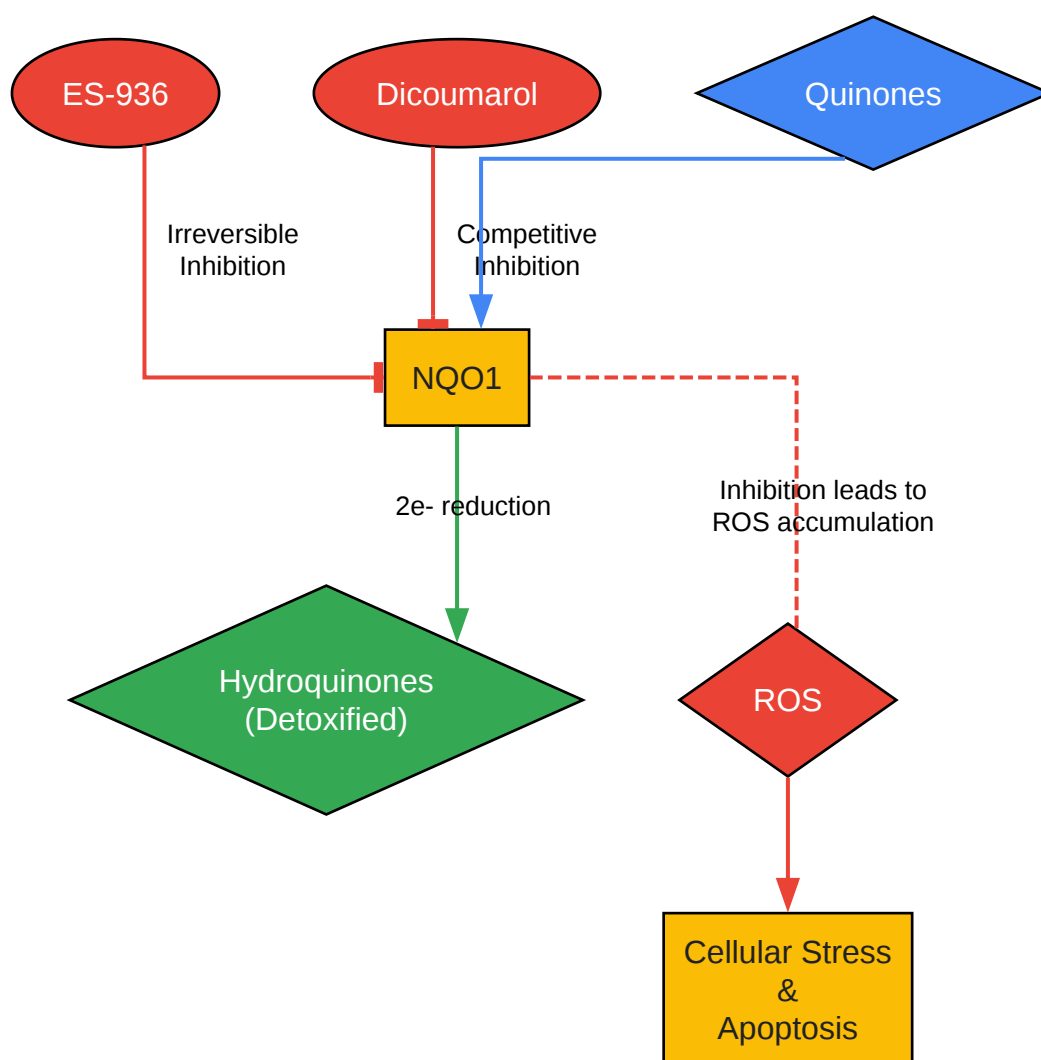 ES-936
Dicoumarol
Quinones
Irreversible
Inhibition
Competitive
Inhibition
NQO1
2e- reduction
Inhibition leads to
ROS accumulation
Hydroquinones
(Detoxified)
ROS
Cellular Stress
&
Apoptosis